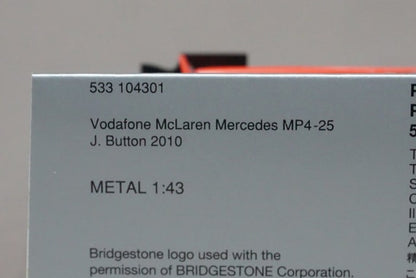 533 104301
Vodafone McLaren Mercedes MP4-25
J. Button 2010
METAL 1:43
Bridgestone logo used with the
permission of BRIDGESTONE Corporation.